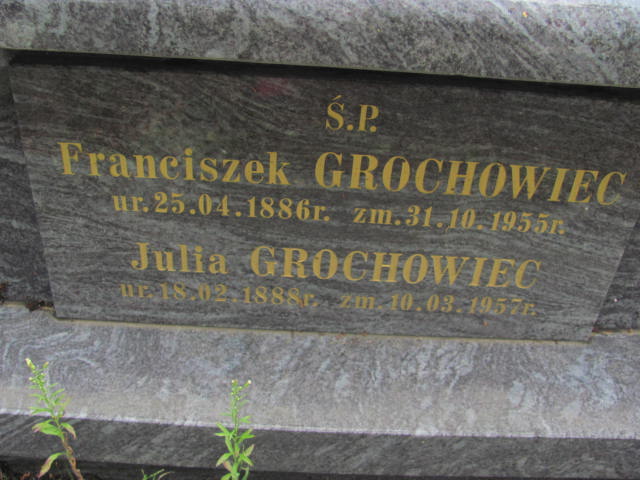 Ś.P.
Franciszek GROCHOWIEC
ur.25.04.1886r. zm.31.10.1955r.
Julia GROCHOWIEC
ur.18.02.1888r. zm.10.03.1957r.